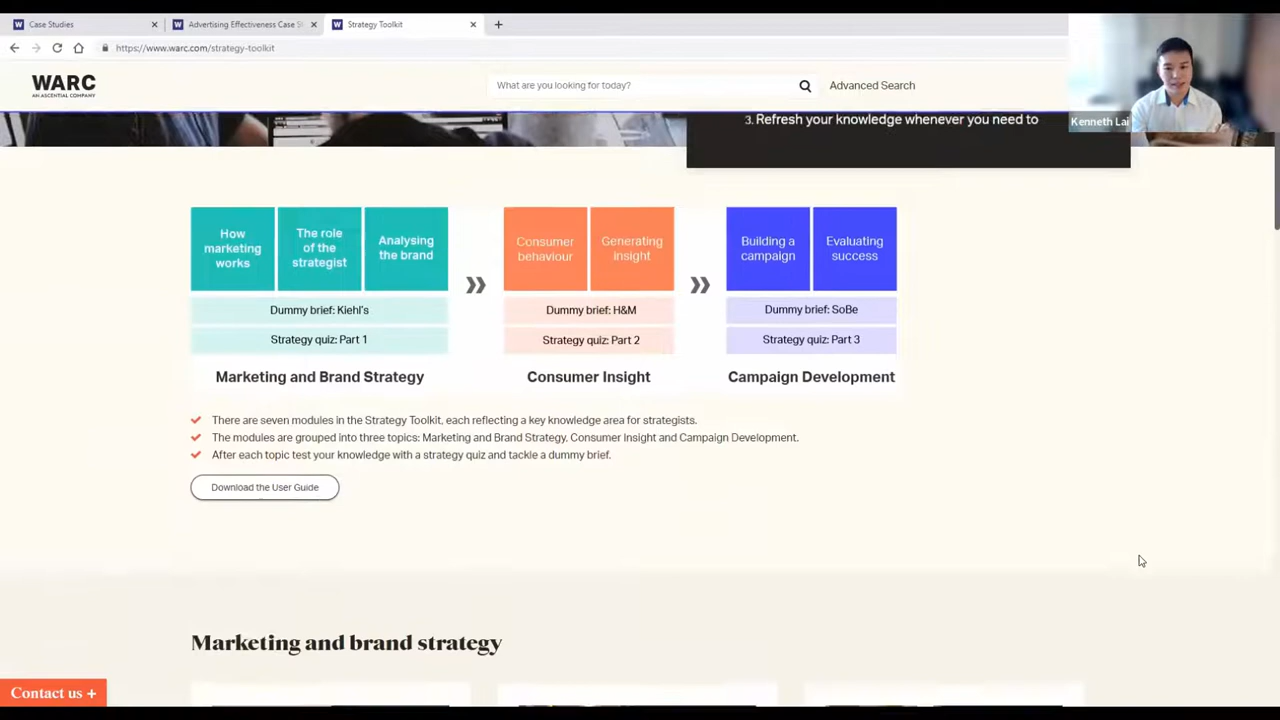 Case Studies
Advertising Effectiveness Case St
Strategy Toolkit
https://www.warc.com/strategy-toolkit
WARC
AN ASCENTIAL COMPANY
What are you looking for today?
Advanced Search
Kenneth Lai
3. Refresh your knowledge whenever you need to
How marketing works
The role of the strategist
Analysing the brand
Consumer behaviour
Generating insight
Building a campaign
Evaluating success
Dummy brief: Kiehl's
Dummy brief: H&M
Dummy brief: SoBe
Strategy quiz: Part 1
Strategy quiz: Part 2
Strategy quiz: Part 3
Marketing and Brand Strategy
Consumer Insight
Campaign Development
There are seven modules in the Strategy Toolkit, each reflecting a key knowledge area for strategists.
The modules are grouped into three topics: Marketing and Brand Strategy. Consumer Insight and Campaign Development.
After each topic test your knowledge with a strategy quiz and tackle a dummy brief.
Download the User Guide
Marketing and brand strategy
Contact us +